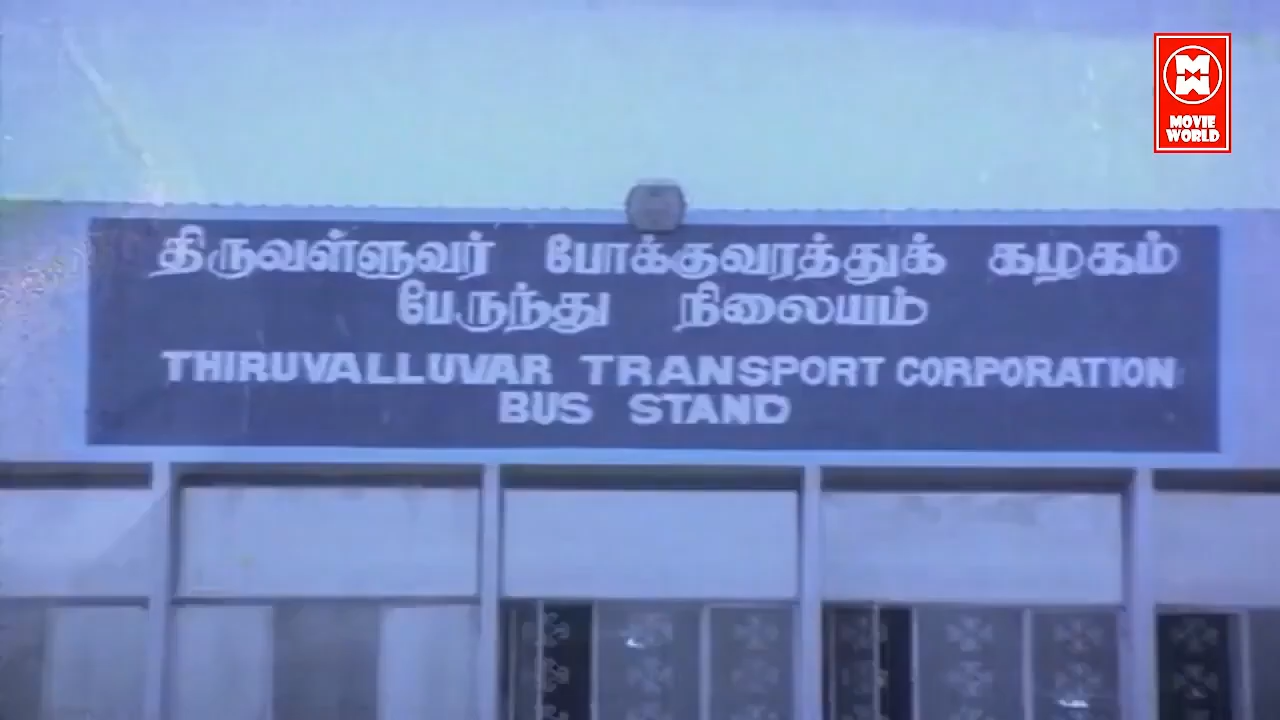 MOVIE
WORLD
திருவள்ளுவர் போக்குவரத்துக் கழகம்
பேருந்து நிலையம்
THIRUVALLUVAR TRANSPORT CORPORATION
BUS STAND